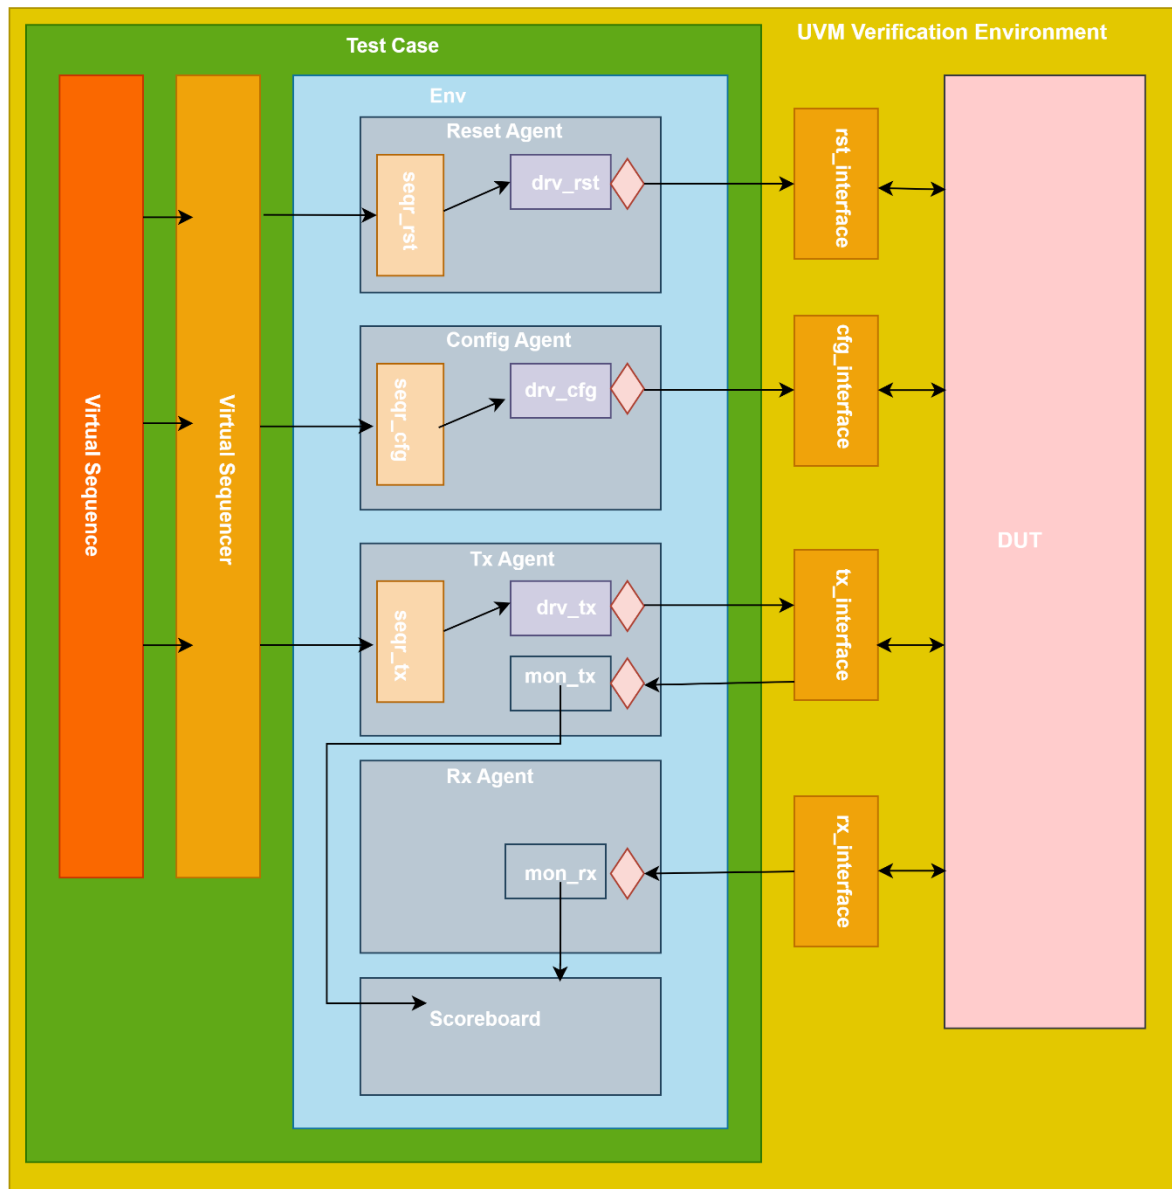 UVM Verification Environment
Test Case
Env
Reset Agent
seqr_rst
drv_rst
rst_interface
Config Agent
seqr_cfg
drv_cfg
cfg_interface
Virtual Sequence
Virtual Sequencer
DUT
Tx Agent
seqr_tx
drv_tx
mon_tx
tx_interface
Rx Agent
mon_rx
rx_interface
Scoreboard